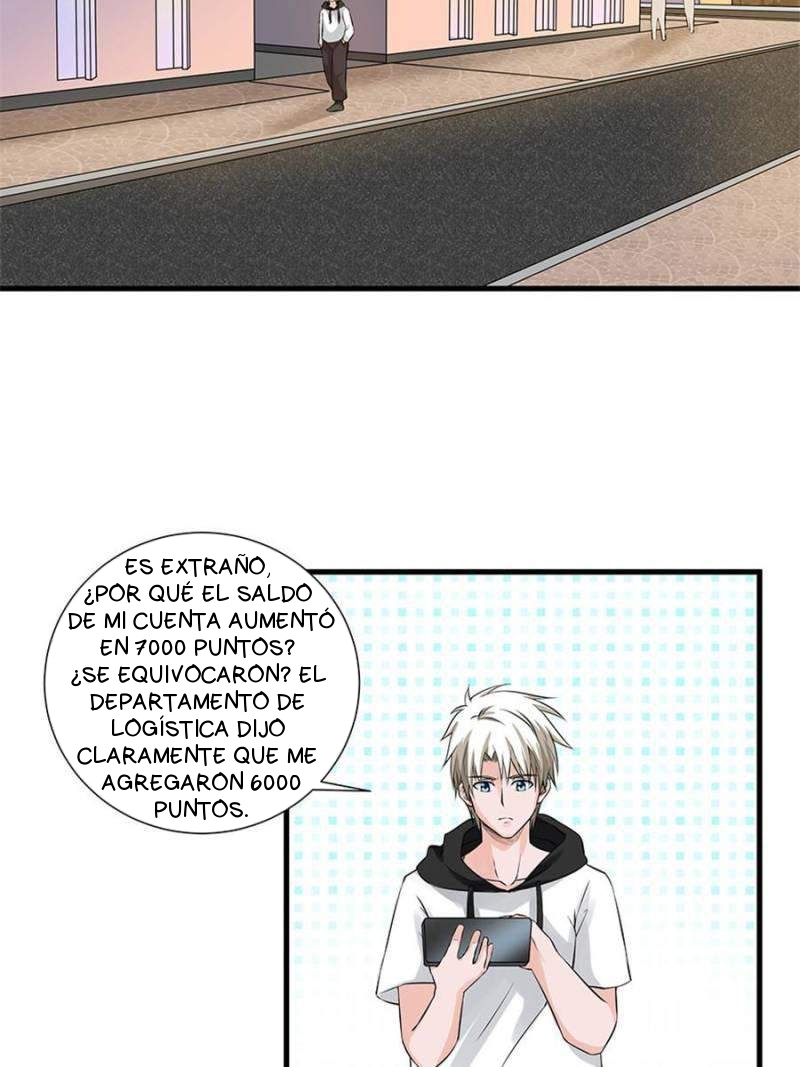 ES EXTRAÑO,
¿POR QUÉ EL SALDO
DE MI CUENTA AUMENTÓ
EN 7000 PUNTOS?
¿SE EQUIVOCARON? EL
DEPARTAMENTO DE
LOGÍSTICA DIJO
CLARAMENTE QUE ME
AGREGARON 6000
PUNTOS.